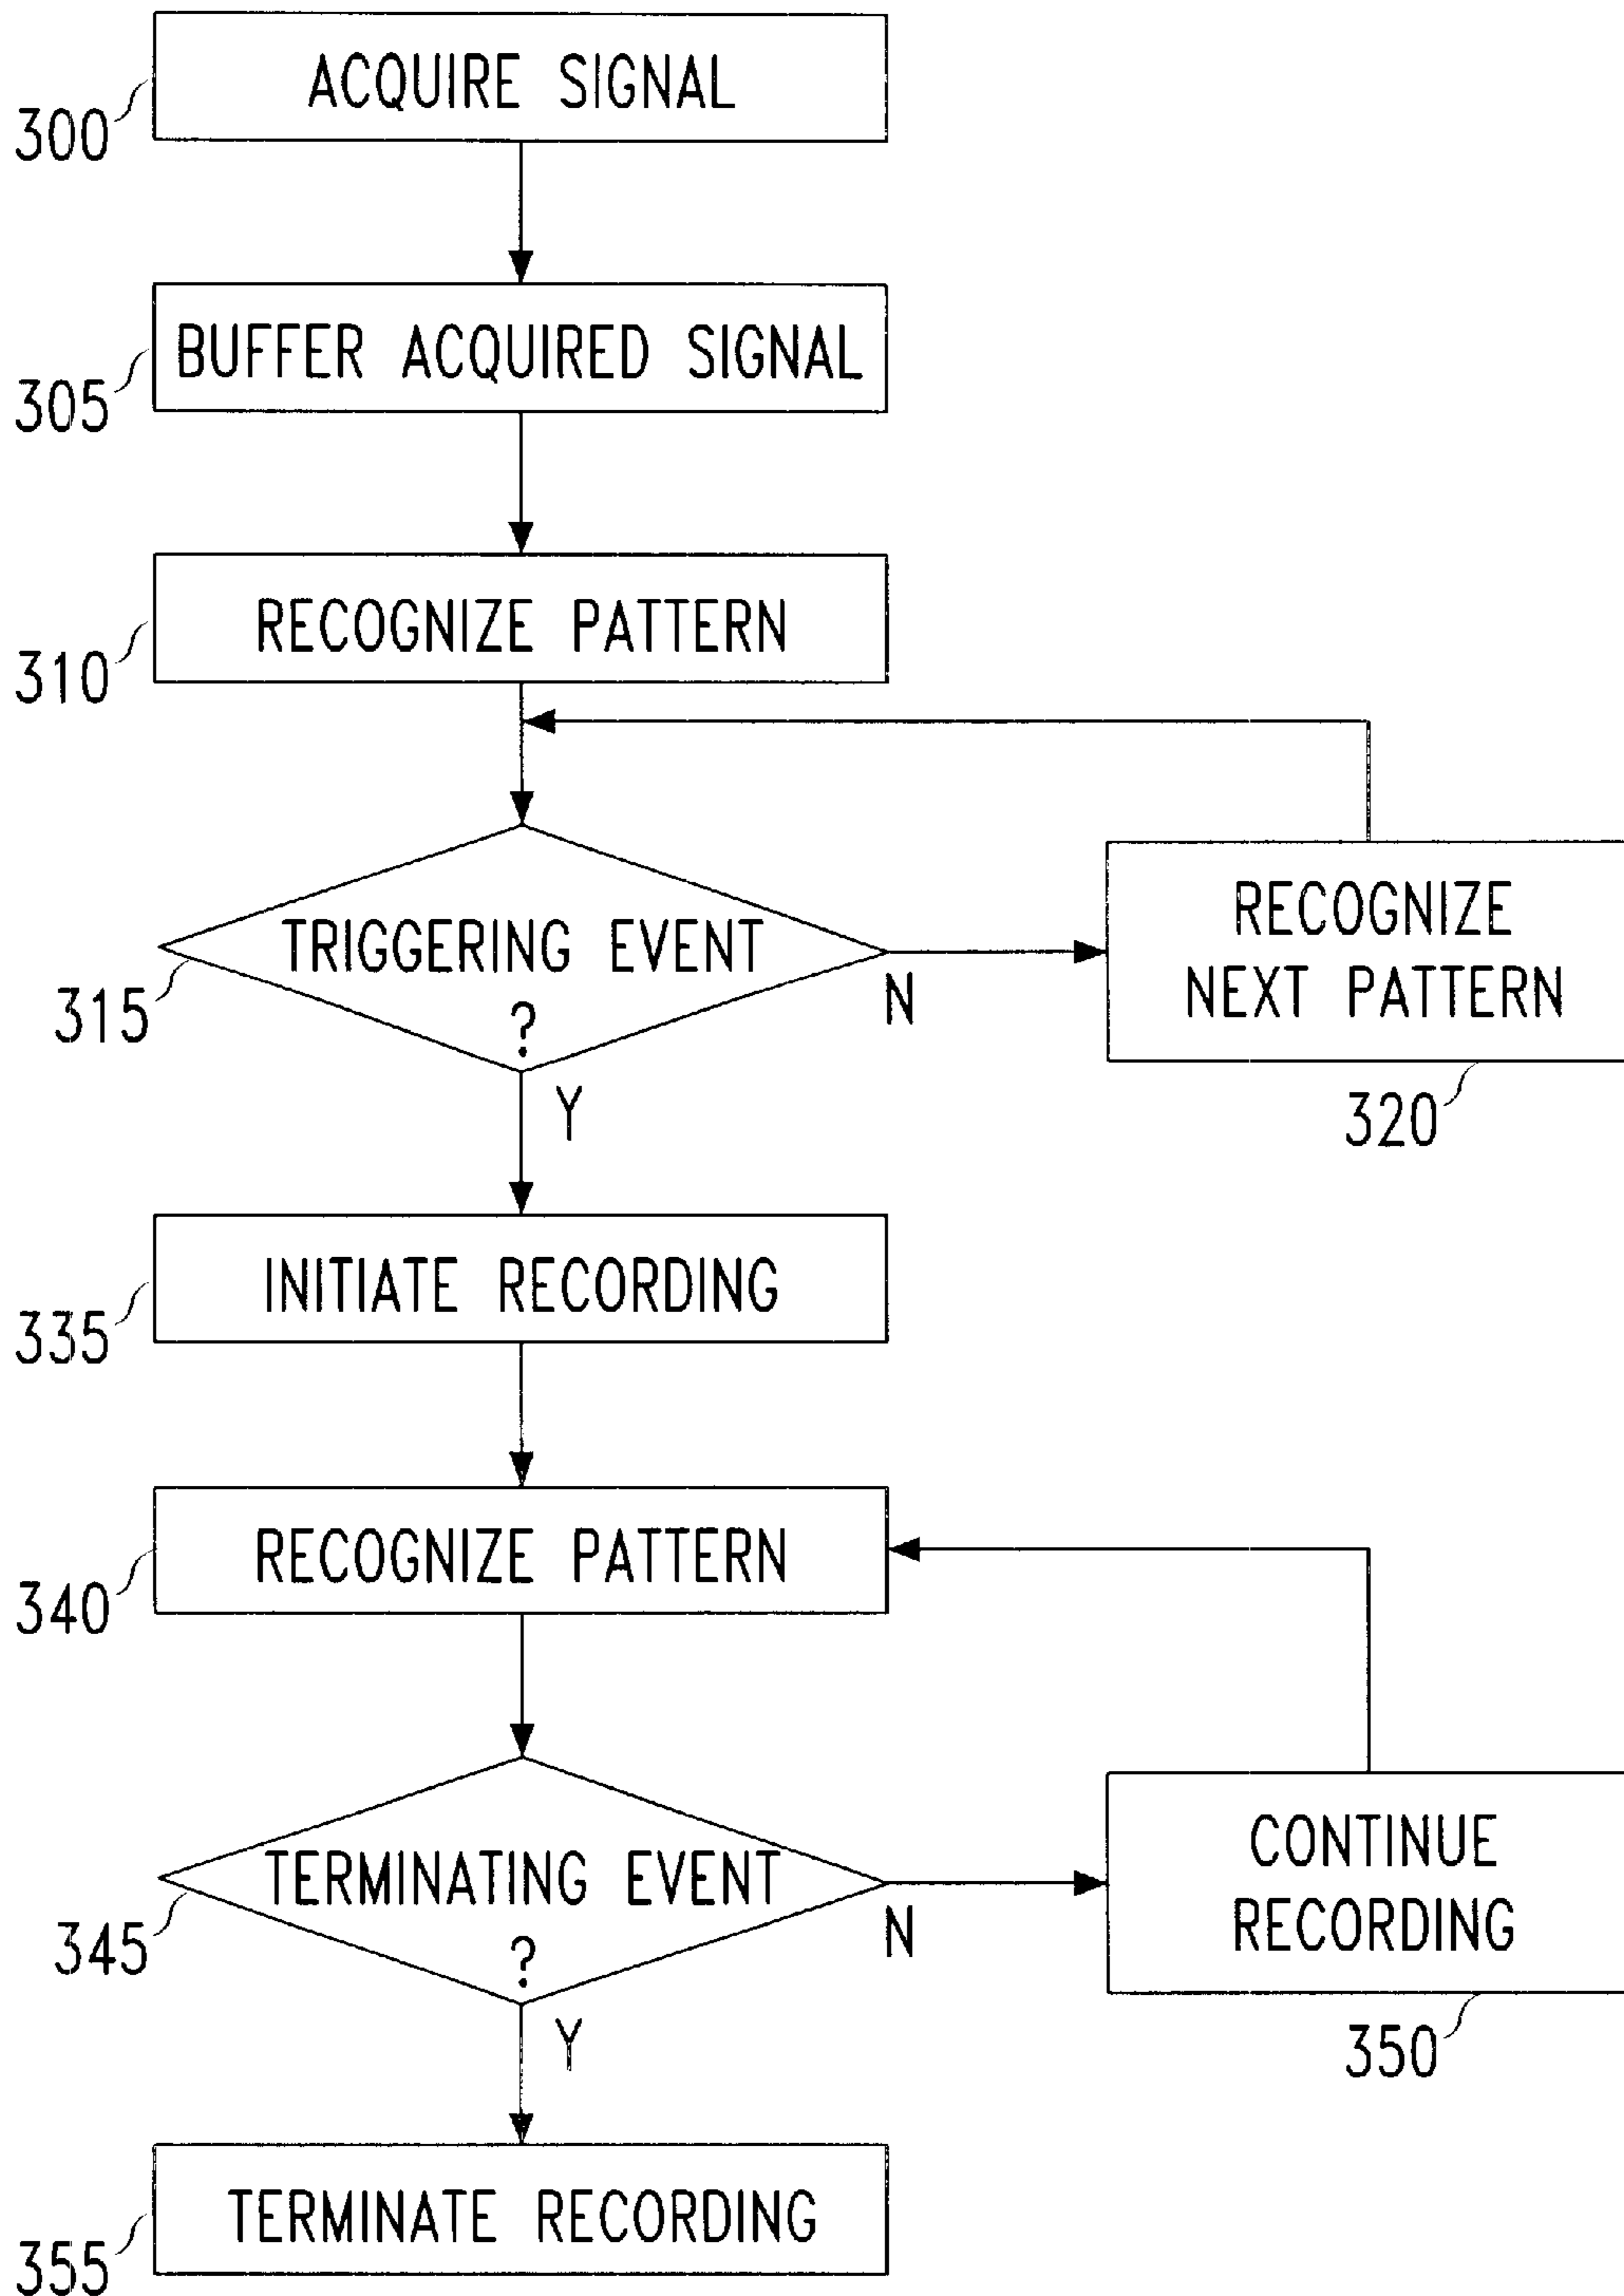 ACQUIRE SIGNAL
300
BUFFER ACQUIRED SIGNAL
305
RECOGNIZE PATTERN
310
TRIGGERING EVENT
?
315
N
Y
RECOGNIZE
NEXT PATTERN
320
INITIATE RECORDING
335
RECOGNIZE PATTERN
340
TERMINATING EVENT
?
345
N
Y
CONTINUE
RECORDING
350
TERMINATE RECORDING
355